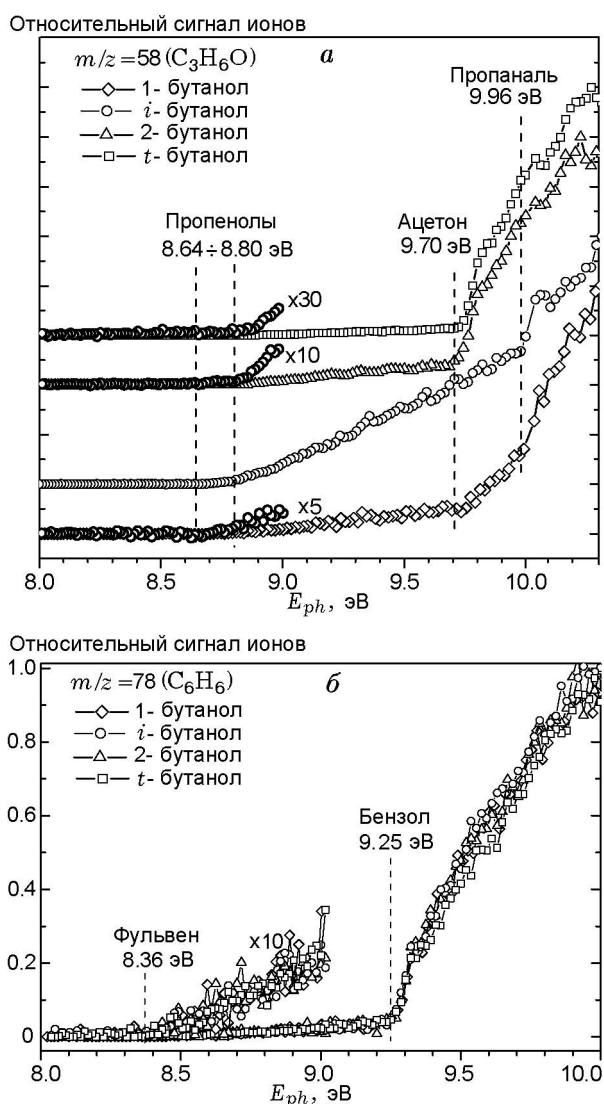 Относительный сигнал ионов
m/z=58 (C₃H₆O)
а
1- бутанол
i- бутанол
2- бутанол
t- бутанол
Пропаналь
9.96 эВ
Пропенолы
8.64÷8.80 эВ
Ацетон
9.70 эВ
x30
x10
x5
8.0 8.5 9.0 9.5 10.0
E_ph, эВ
Относительный сигнал ионов
m/z=78 (C₆H₆)
б
1- бутанол
i- бутанол
2- бутанол
t- бутанол
Бензол
9.25 эВ
Фульвен
8.36 эВ
x10
1.0
0.8
0.6
0.4
0.2
0
8.0 8.5 9.0 9.5 10.0
E_ph, эВ